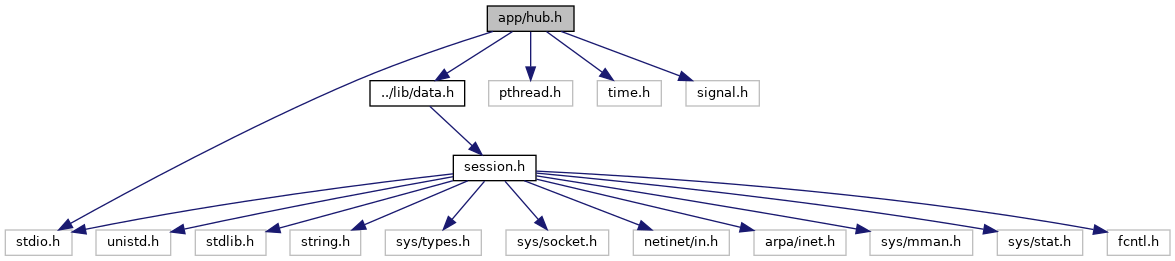 app/hub.h
../lib/data.h
pthread.h
time.h
signal.h
session.h
stdio.h
unistd.h
stdlib.h
string.h
sys/types.h
sys/socket.h
netinet/in.h
arpa/inet.h
sys/mman.h
sys/stat.h
fcntl.h